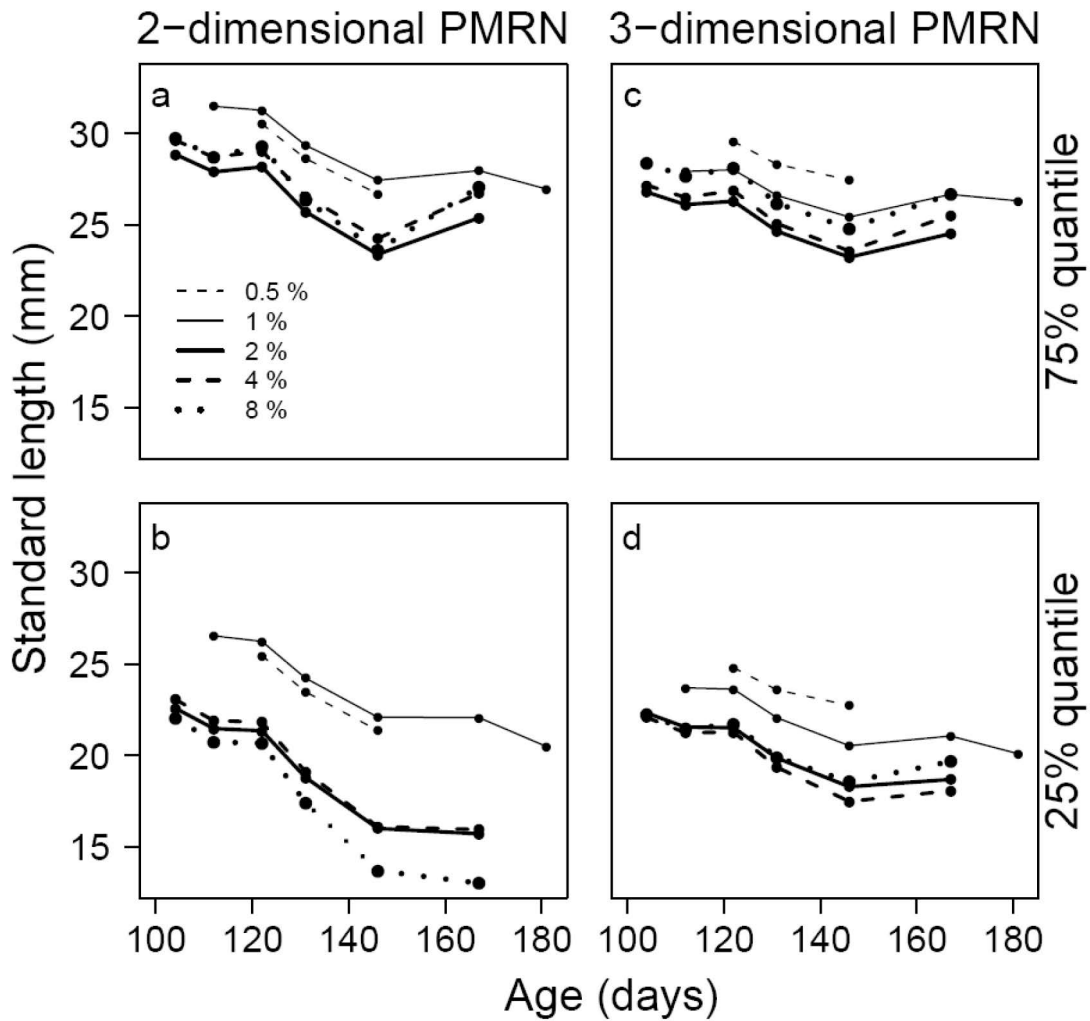 2−dimensional PMRN
3−dimensional PMRN
a
c
30
25
20
15
0.5 %
1 %
2 %
4 %
8 %
75% quantile
Standard length (mm)
b
d
30
25
20
15
25% quantile
100 120 140 160 180
100 120 140 160 180
Age (days)